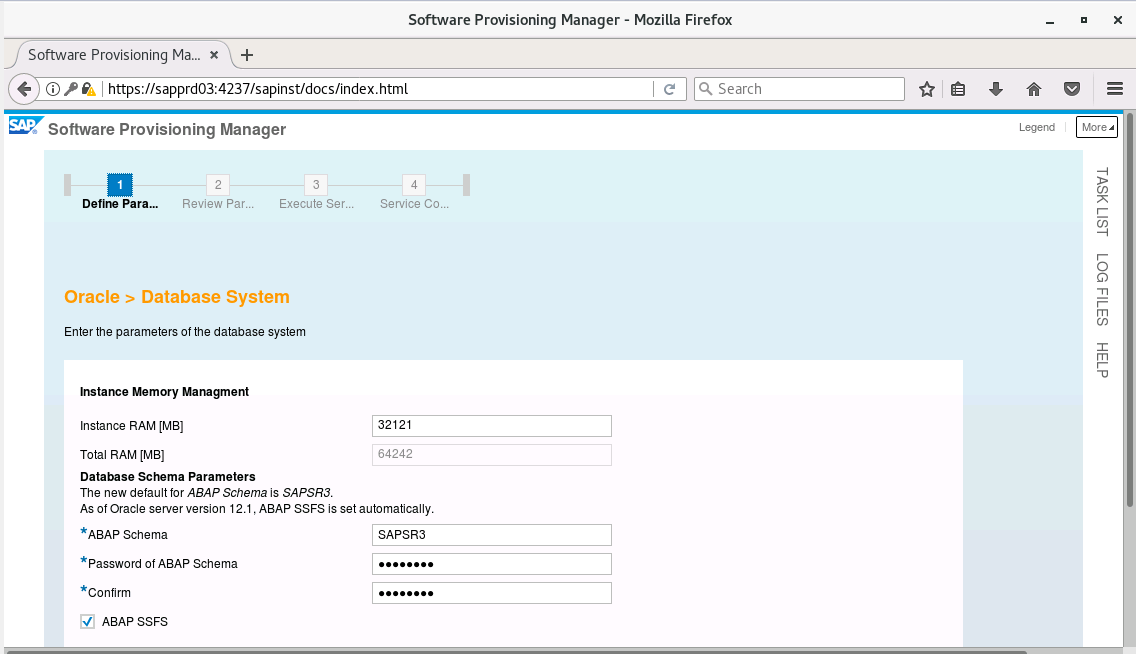 Software Provisioning Manager - Mozilla Firefox
Software Provisioning Ma...
https://sapprd03:4237/sapinst/docs/index.html
Search
SAP
Software Provisioning Manager
Legend
More
1
2
3
4
Define Para...
Review Par...
Execute Ser...
Service Co...
TASK LIST
LOG FILES
HELP
Oracle > Database System
Enter the parameters of the database system
Instance Memory Managment
Instance RAM [MB] 32121
Total RAM [MB] 64242
Database Schema Parameters
The new default for ABAP Schema is SAPSR3.
As of Oracle server version 12.1, ABAP SSFS is set automatically.
*ABAP Schema SAPSR3
*Password of ABAP Schema ••••••••
*Confirm ••••••••
ABAP SSFS